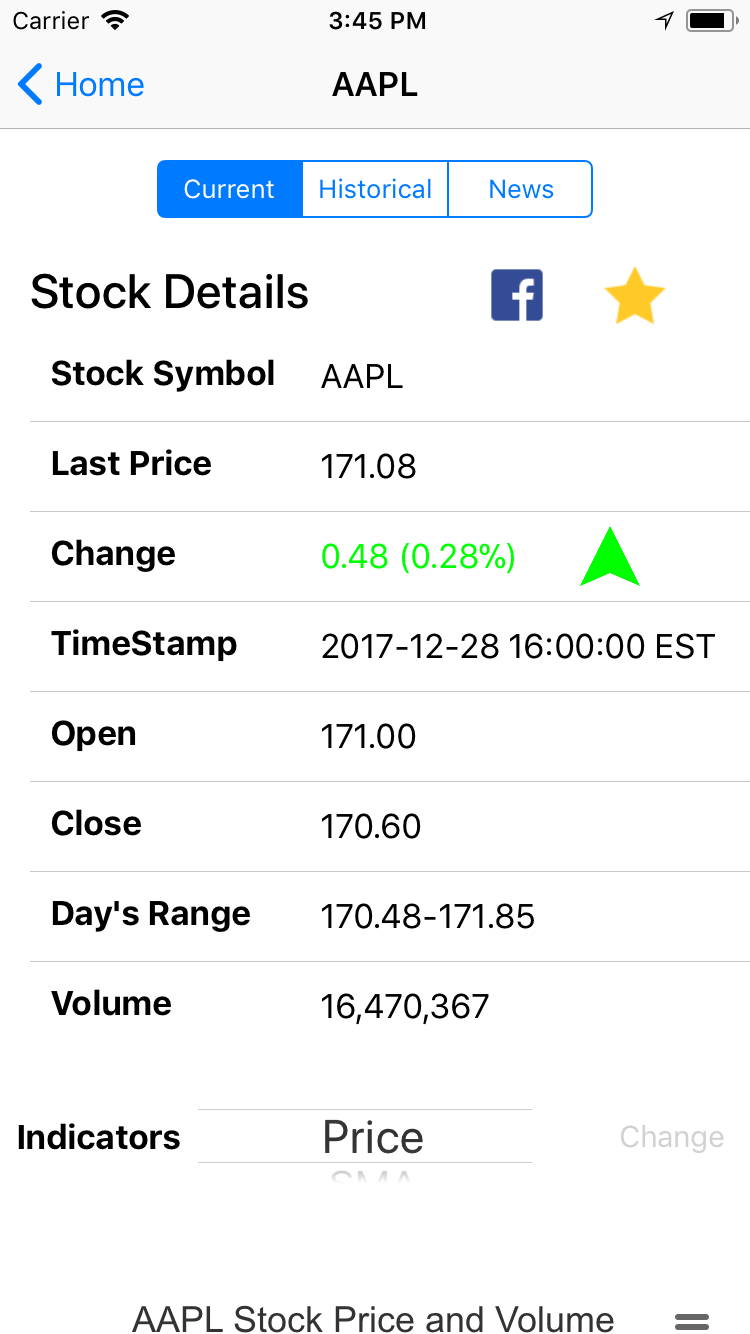 Carrier 3:45 PM
Home AAPL
Current Historical News
Stock Details
Stock Symbol AAPL
Last Price 171.08
Change 0.48 (0.28%)
TimeStamp 2017-12-28 16:00:00 EST
Open 171.00
Close 170.60
Day's Range 170.48-171.85
Volume 16,470,367
Indicators Price Change
SMA
AAPL Stock Price and Volume